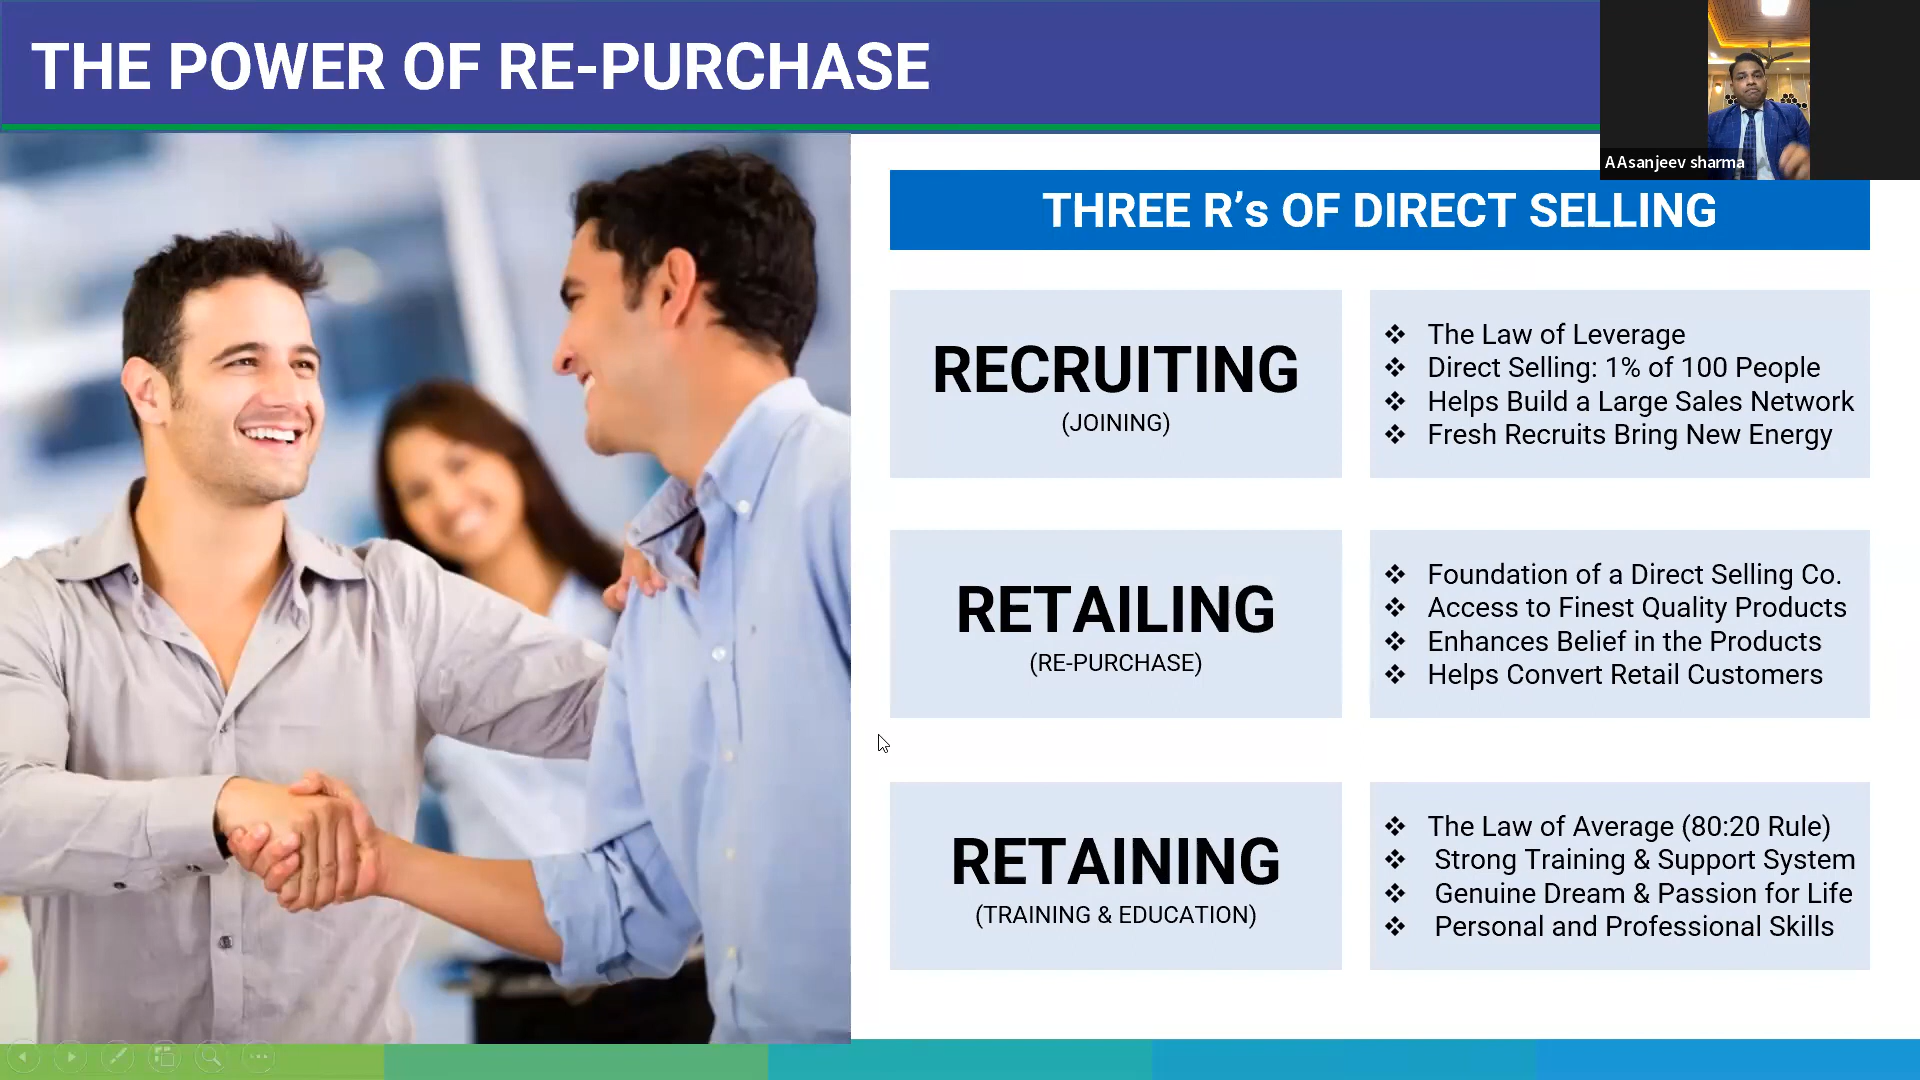 THE POWER OF RE-PURCHASE
AAsanjeev sharma
THREE R’s OF DIRECT SELLING
RECRUITING
(JOINING)
❖ The Law of Leverage
❖ Direct Selling: 1% of 100 People
❖ Helps Build a Large Sales Network
❖ Fresh Recruits Bring New Energy
RETAILING
(RE-PURCHASE)
❖ Foundation of a Direct Selling Co.
❖ Access to Finest Quality Products
❖ Enhances Belief in the Products
❖ Helps Convert Retail Customers
RETAINING
(TRAINING & EDUCATION)
❖ The Law of Average (80:20 Rule)
❖ Strong Training & Support System
❖ Genuine Dream & Passion for Life
❖ Personal and Professional Skills